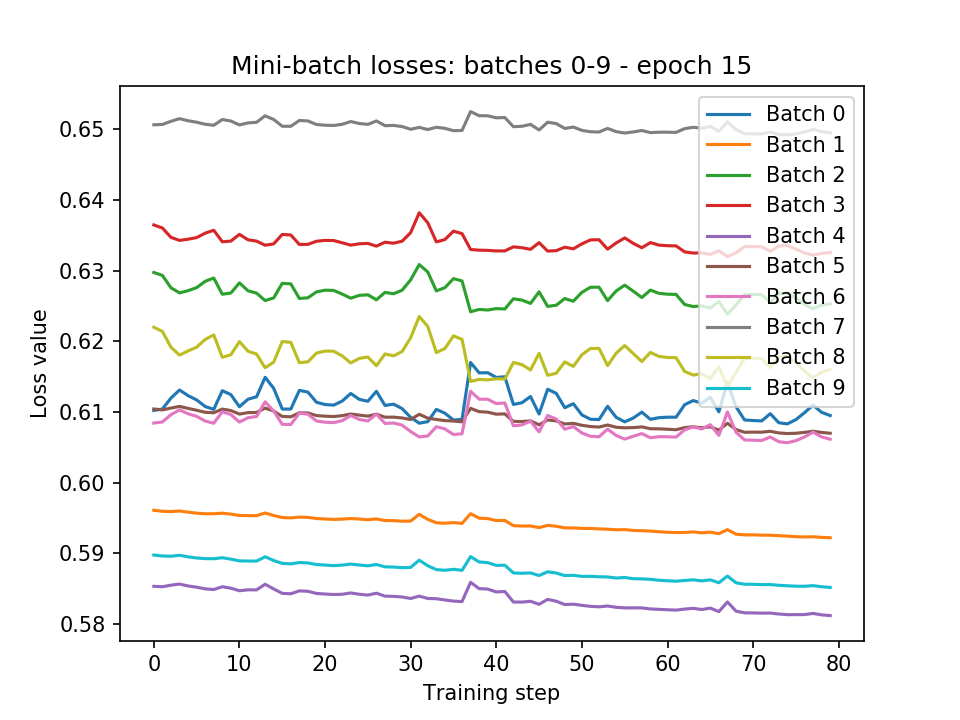 Mini-batch losses: batches 0-9 - epoch 15
0.65
0.64
0.63
0.62
0.61
0.60
0.59
0.58
Loss value
0
10
20
30
40
50
60
70
80
Training step
Batch 0
Batch 1
Batch 2
Batch 3
Batch 4
Batch 5
Batch 6
Batch 7
Batch 8
Batch 9